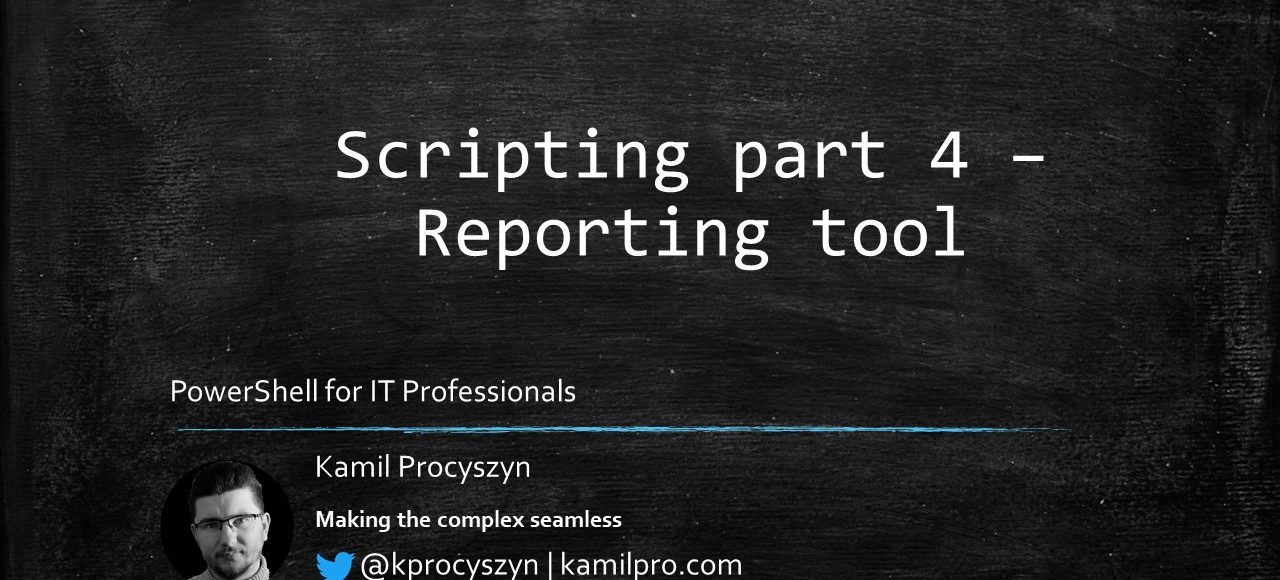 Scripting part 4 –
Reporting tool
PowerShell for IT Professionals
Kamil Procyszyn
Making the complex seamless
@kprocyszyn | kamilpro.com